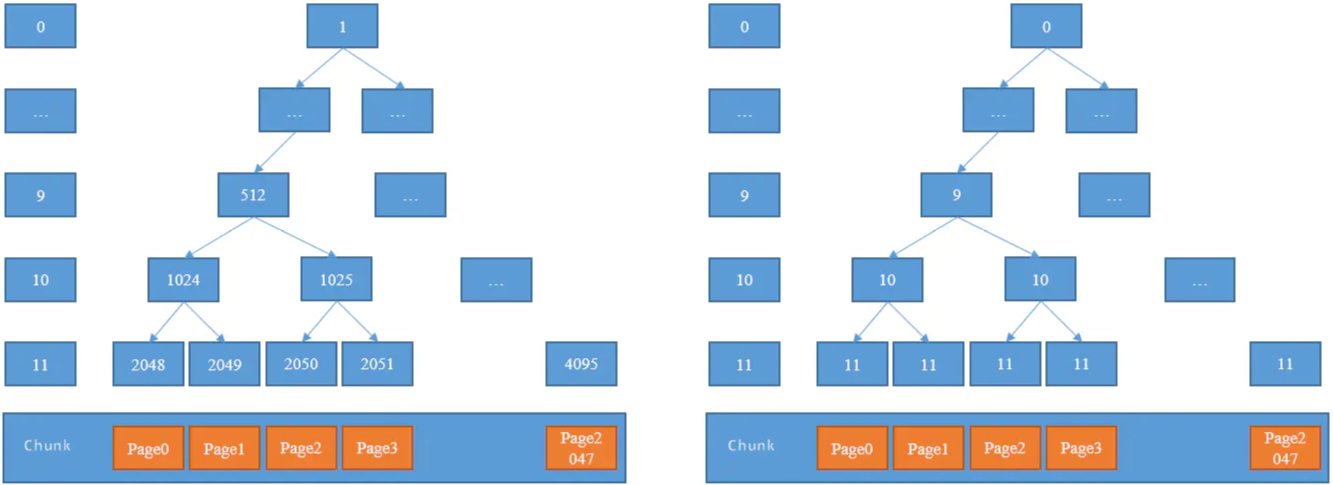 0 1
... ... ...
9 512 ...
10 1024 1025 ...
11 2048 2049 2050 2051 4095
Chunk Page0 Page1 Page2 Page3 Page2
047
0 0
... ... ...
9 9 ...
10 10 10 ...
11 11 11 11 11 11
Chunk Page0 Page1 Page2 Page3 Page2
047